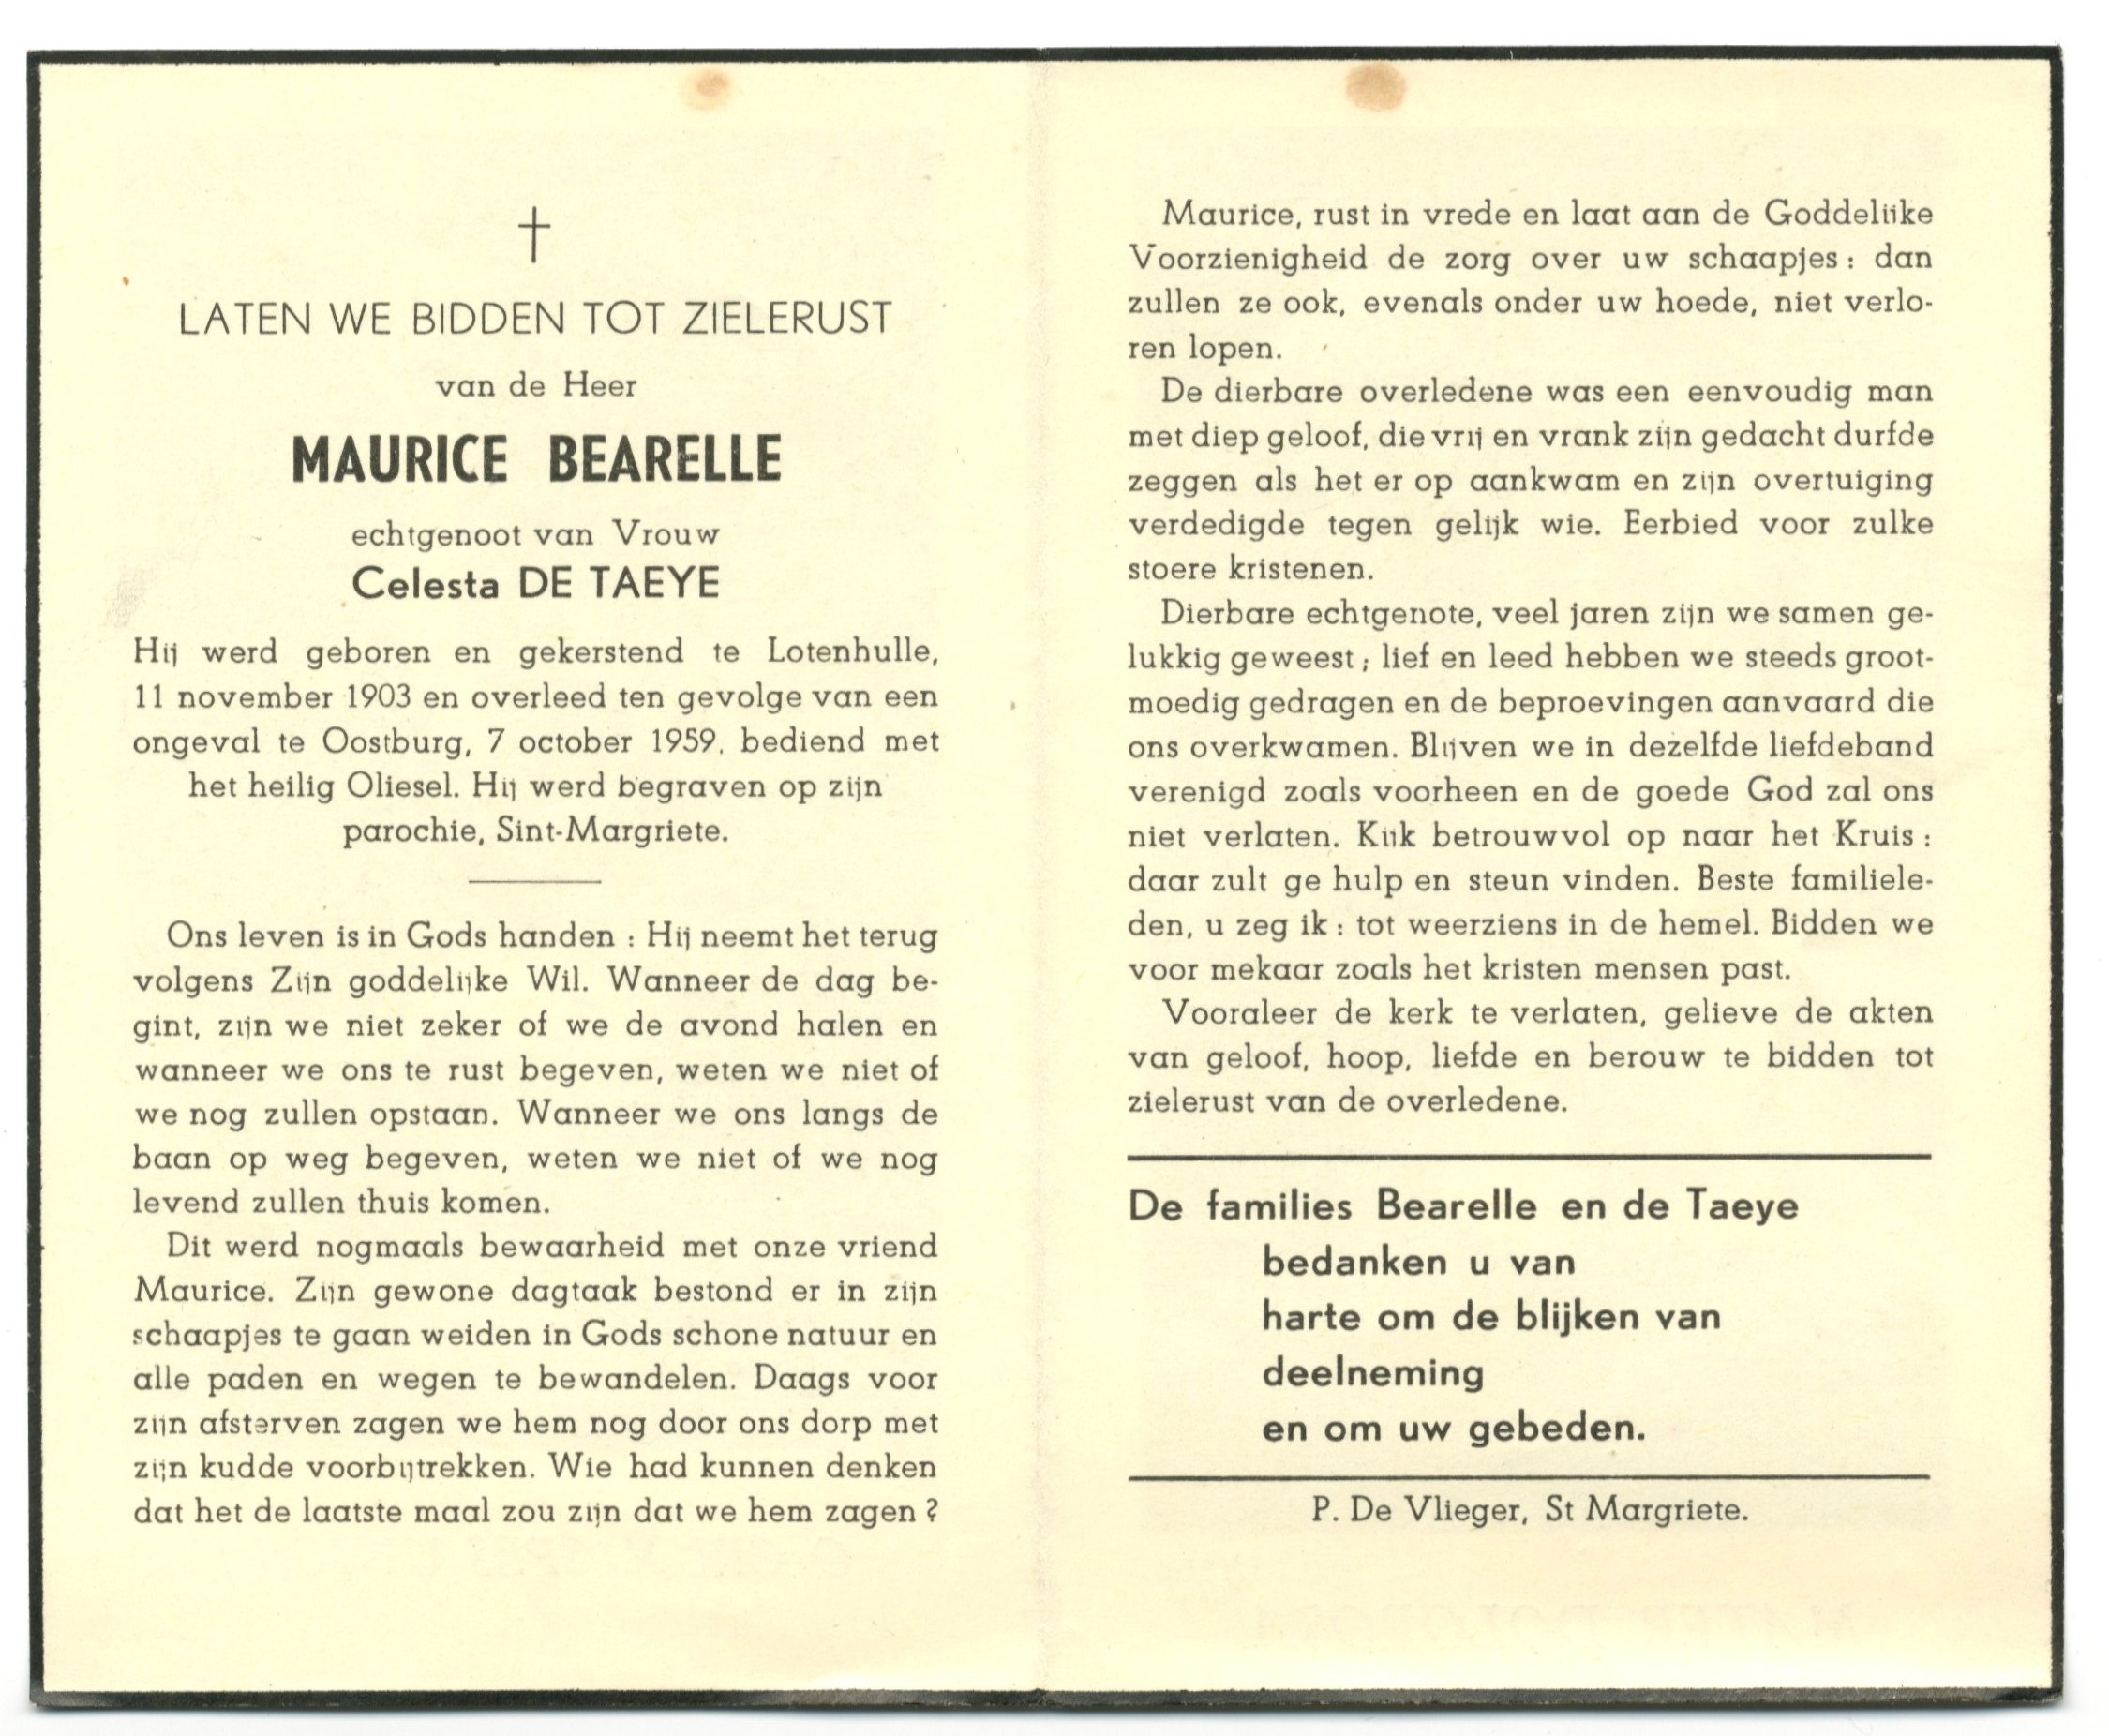 LATEN WE BIDDEN TOT ZIELERUST
van de Heer
MAURICE BEARELLE
echtgenoot van Vrouw
Celesta DE TAEYE
Hij werd geboren en gekerstend te Lotenhulle,
11 november 1903 en overleed ten gevolge van een
ongeval te Oostburg, 7 october 1959, bediend met
het heilig Oliesel. Hij werd begraven op zijn
parochie, Sint-Margriete.
Ons leven is in Gods handen : Hij neemt het terug
volgens Zijn goddelijke Wil. Wanneer de dag be-
gint, zijn we niet zeker of we de avond halen en
wanneer we ons te rust begeven, weten we niet of
we nog zullen opstaan. Wanneer we ons langs de
baan op weg begeven, weten we niet of we nog
levend zullen thuis komen.
Dit werd nogmaals bewaarheid met onze vriend
Maurice. Zijn gewone dagtaak bestond er in zijn
schaapjes te gaan weiden in Gods schone natuur en
alle paden en wegen te bewandelen. Daags voor
zijn afsterven zagen we hem nog door ons dorp met
zijn kudde voorbijtrekken. Wie had kunnen denken
dat het de laatste maal zou zijn dat we hem zagen ?
Maurice, rust in vrede en laat aan de Goddelijke
Voorzienigheid de zorg over uw schaapjes : dan
zullen ze ook, evenals onder uw hoede, niet verlo-
ren lopen.
De dierbare overledene was een eenvoudig man
met diep geloof, die vrij en vrank zijn gedacht durfde
zeggen als het er op aankwam en zijn overtuiging
verdedigde tegen gelijk wie. Eerbied voor zulke
stoere kristenen.
Dierbare echtgenote, veel jaren zijn we samen ge-
lukkig geweest ; lief en leed hebben we steeds groot-
moedig gedragen en de beproevingen aanvaard die
ons overkwamen. Blijven we in dezelfde liefdeband
verenigd zoals voorheen en de goede God zal ons
niet verlaten. Kijk betrouwvol op naar het Kruis :
daar zult ge hulp en steun vinden. Beste familiele-
den, u zeg ik : tot weerziens in de hemel. Bidden we
voor mekaar zoals het kristen mensen past.
Vooraleer de kerk te verlaten, gelieve de akten
van geloof, hoop, liefde en berouw te bidden tot
zielerust van de overledene.
De families Bearelle en de Taeye
bedanken u van
harte om de blijken van
deelneming
en om uw gebeden.
P. De Vlieger, St Margriete.